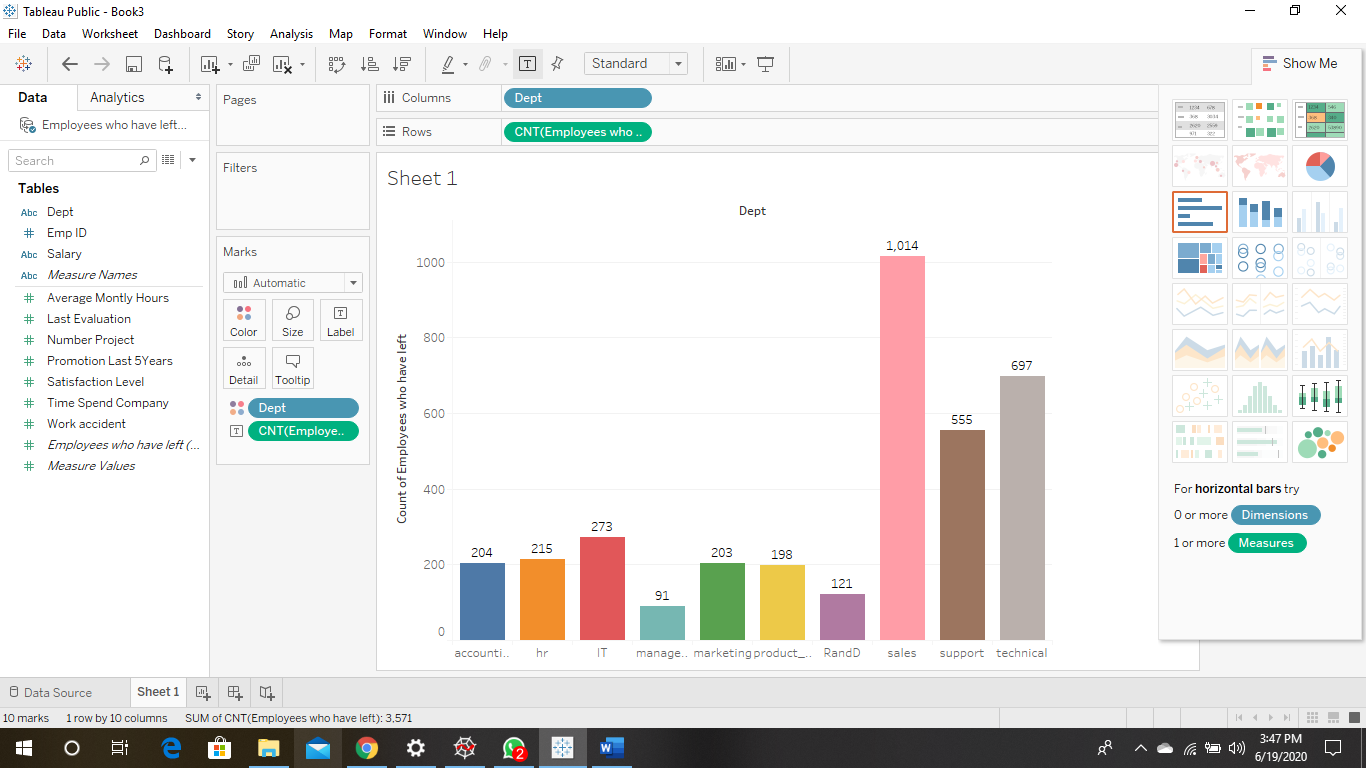 Tableau Public - Book3
File Data Worksheet Dashboard Story Analysis Map Format Window Help
Standard
Show Me
Data Analytics
Employees who have left...
Search
Tables
Abc Dept
# Emp ID
Abc Salary
Abc Measure Names
# Average Montly Hours
# Last Evaluation
# Number Project
# Promotion Last 5Years
# Satisfaction Level
# Time Spend Company
# Work accident
# Employees who have left (...
# Measure Values
Pages
Filters
Marks
Automatic
Color Size Label
Detail Tooltip
Dept
CNT(Employe..
Columns Dept
Rows CNT(Employees who ..
Sheet 1
Dept
Count of Employees who have left
1000
800
600
400
200
0
204 215 273 91 203 198 121 1,014 555 697
accounti.. hr IT manage.. marketing product_.. RandD sales support technical
For horizontal bars try
0 or more Dimensions
1 or more Measures
Data Source Sheet 1
10 marks 1 row by 10 columns SUM of CNT(Employees who have left): 3,571
2
3:47 PM
6/19/2020